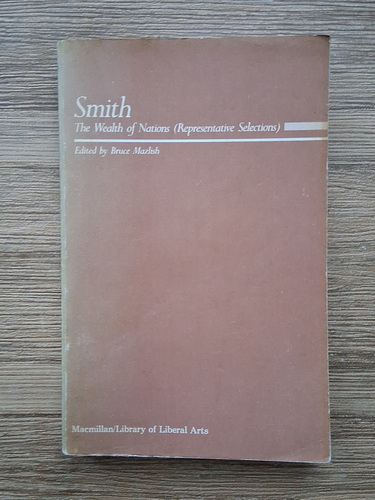 Smith
The Wealth of Nations (Representative Selections)
Edited by Bruce Mazlish
Macmillan/Library of Liberal Arts